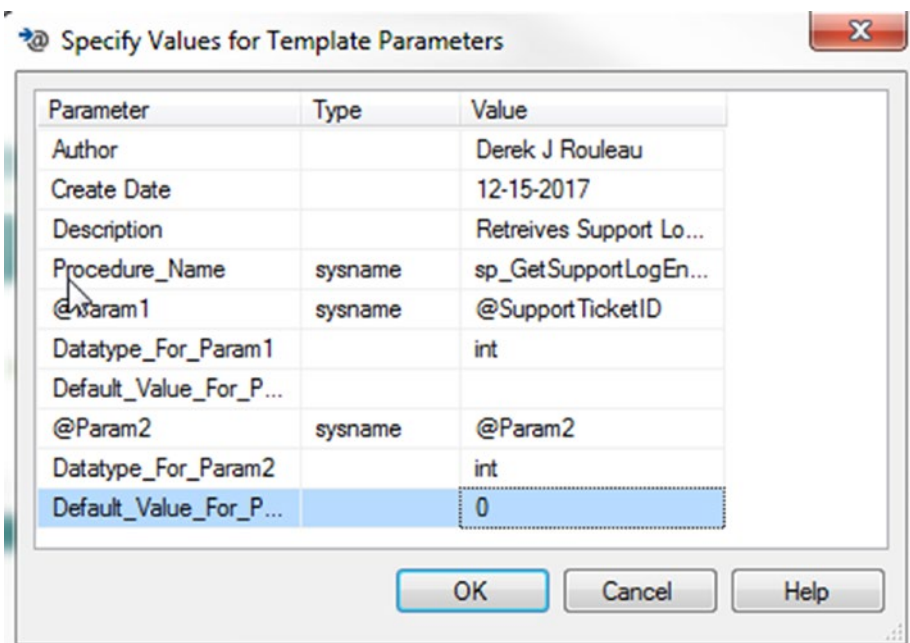 Specify Values for Template Parameters
Parameter Type Value
Author Derek J Rouleau
Create Date 12-15-2017
Description Retreives Support Lo...
Procedure_Name sysname sp_GetSupportLogEn...
@Param1 sysname @SupportTicketID
Datatype_For_Param1 int
Default_Value_For_P...
@Param2 sysname @Param2
Datatype_For_Param2 int
Default_Value_For_P... 0
OK Cancel Help